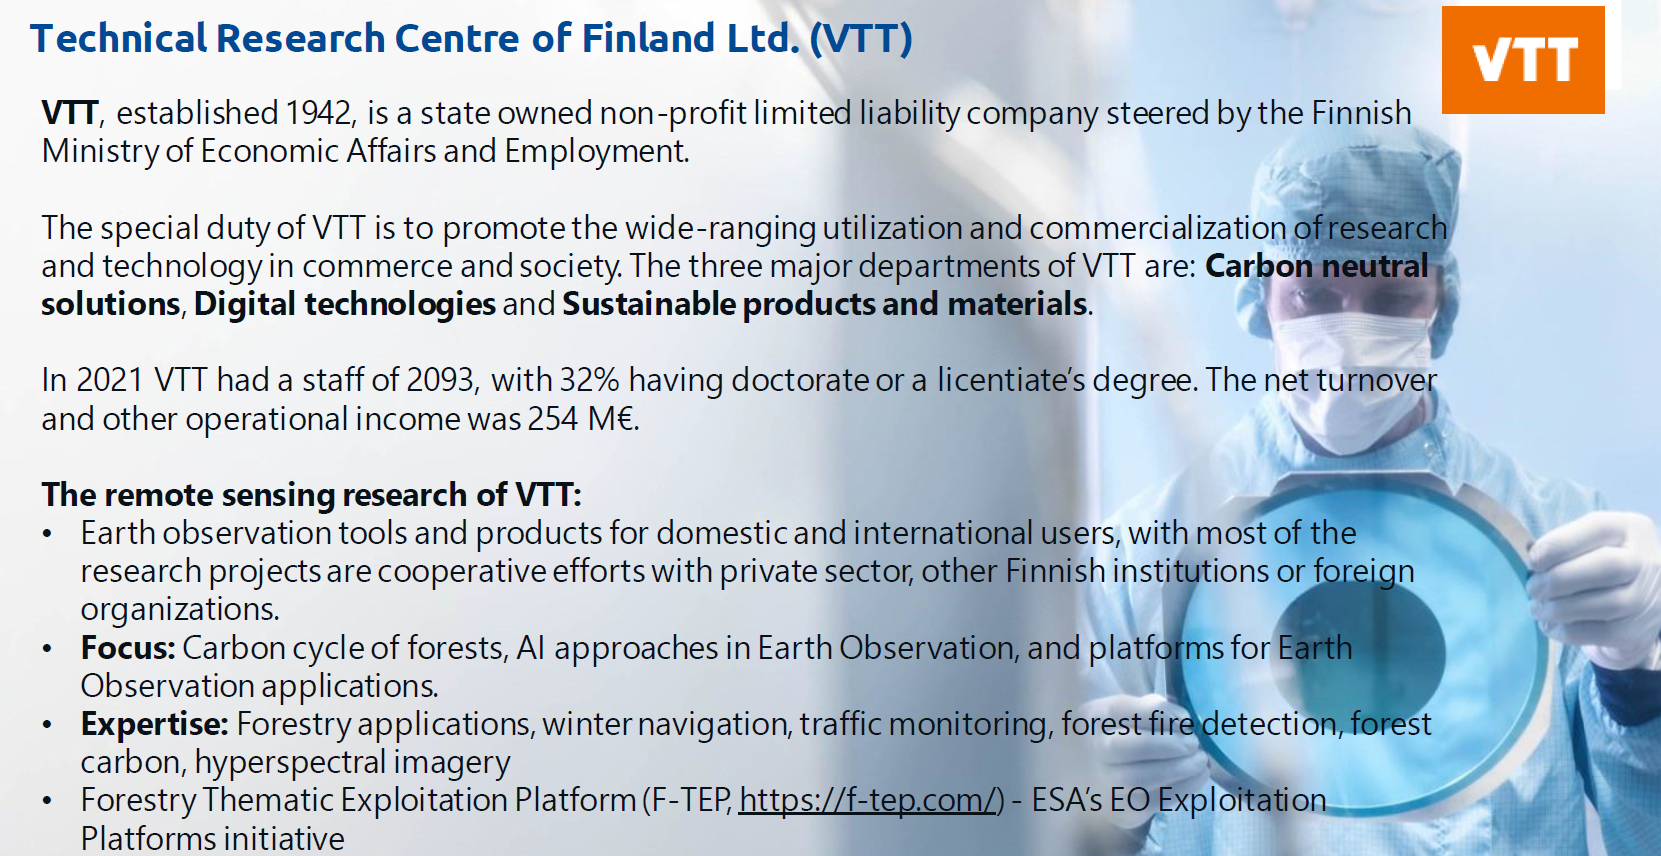 Technical Research Centre of Finland Ltd. (VTT)
VTT
VTT, established 1942, is a state owned non-profit limited liability company steered by the Finnish
Ministry of Economic Affairs and Employment.
The special duty of VTT is to promote the wide-ranging utilization and commercialization of research
and technology in commerce and society. The three major departments of VTT are: Carbon neutral
solutions, Digital technologies and Sustainable products and materials.
In 2021 VTT had a staff of 2093, with 32% having doctorate or a licentiate's degree. The net turnover
and other operational income was 254 M€.
The remote sensing research of VTT:
• Earth observation tools and products for domestic and international users, with most of the
research projects are cooperative efforts with private sector, other Finnish institutions or foreign
organizations.
• Focus: Carbon cycle of forests, AI approaches in Earth Observation, and platforms for Earth
Observation applications.
• Expertise: Forestry applications, winter navigation, traffic monitoring, forest fire detection, forest
carbon, hyperspectral imagery
• Forestry Thematic Exploitation Platform (F-TEP, https://f-tep.com/) - ESA's EO Exploitation
Platforms initiative